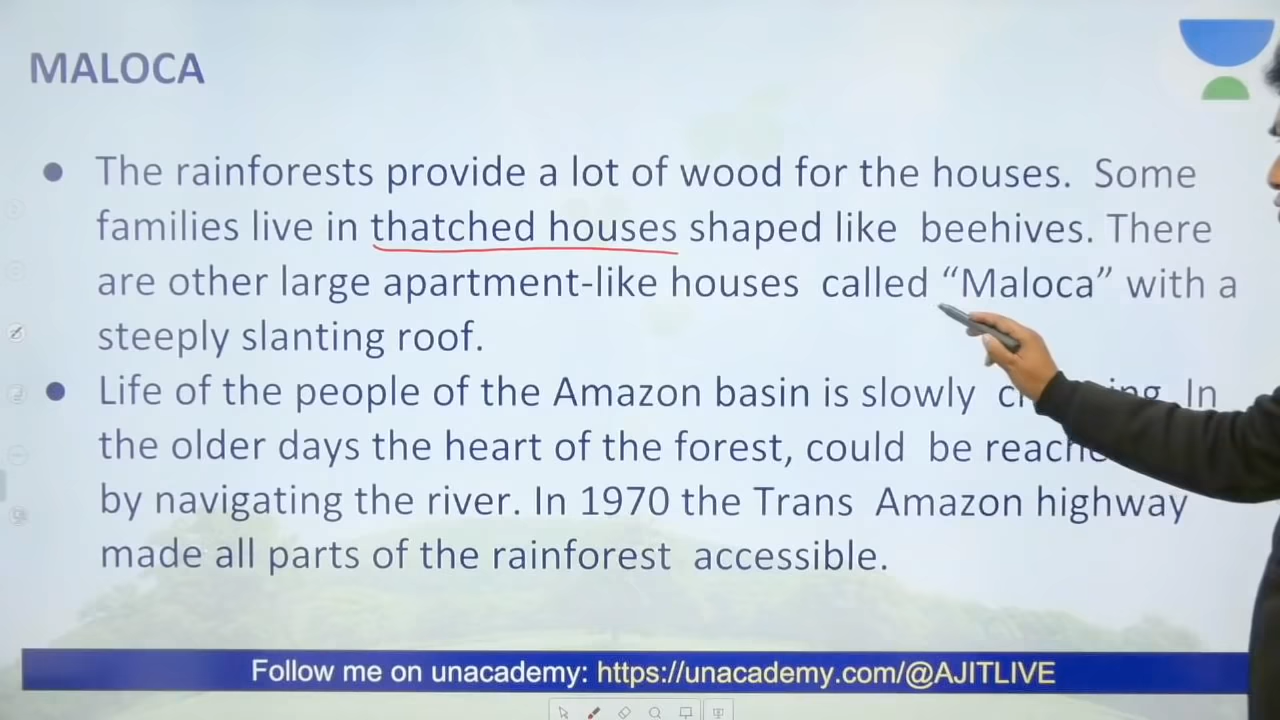 MALOCA
The rainforests provide a lot of wood for the houses. Some
families live in thatched houses shaped like beehives. There
are other large apartment-like houses called “Maloca” with a
steeply slanting roof.
Life of the people of the Amazon basin is slowly In
the older days the heart of the forest, could be
by navigating the river. In 1970 the Trans Amazon highway
made all parts of the rainforest accessible.
Follow me on unacademy: https://unacademy.com/@AJITLIVE